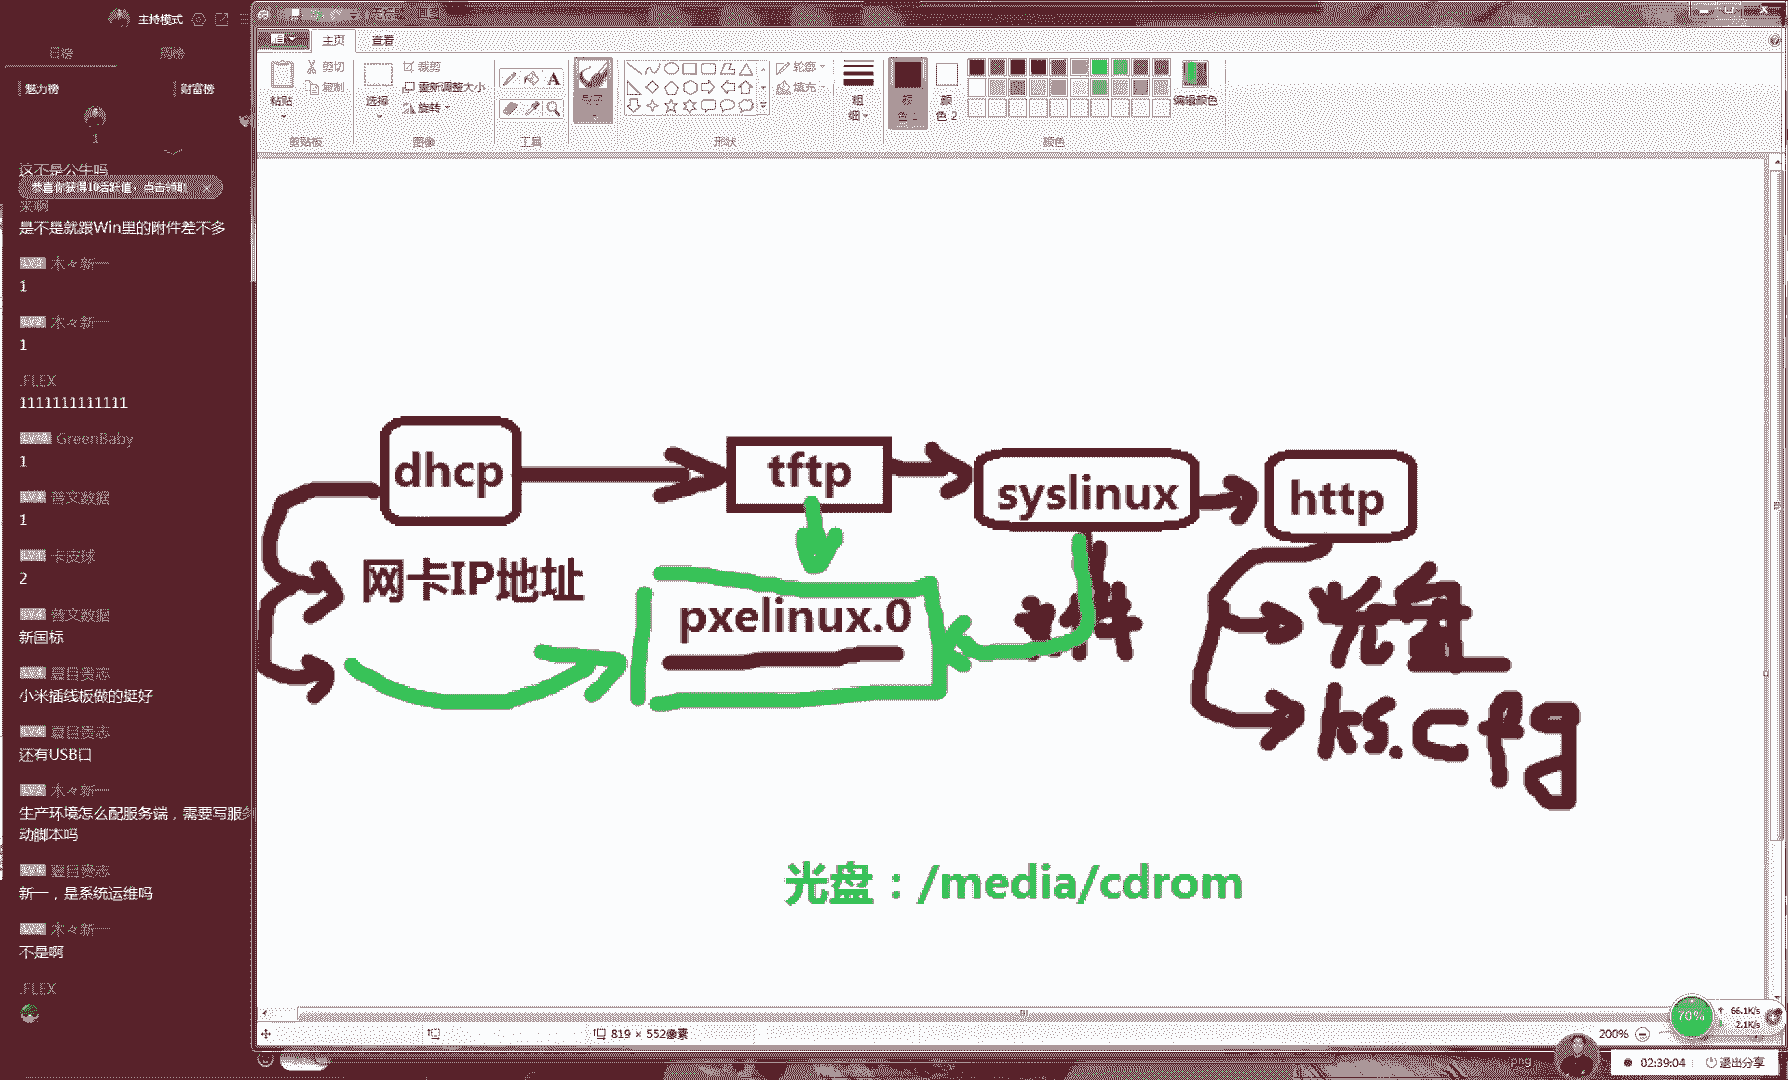 主持模式
日榜
周榜
魅力榜
财富榜
1
这不是公牛吗
恭喜你获得10活跃值，点击领取
来啊
是不是就跟Win里的附件差不多
木々新一
1
木々新一
1
.FLEX
1111111111111
GreenBaby
1
普文数据
1
卡皮球
2
普文数据
新国标
夏目贵志
小米插线板做的挺好
夏目贵志
还有USB口
木々新一
生产环境怎么配服务端，需要写服务
动脚本吗
夏目贵志
新一，是系统运维吗
木々新一
不是啊
.FLEX
主页
查看
粘贴
剪切
复制
剪贴板
选择
裁剪
重新调整大小
旋转
图像
工具
形状
轮廓
填充
粗
细
颜
色 1
颜
色 2
编辑颜色
颜色
dhcp
tftp
syslinux
http
网卡IP地址
pxelinux.0
文件
光盘
ks.cfg
光盘：/media/cdrom
819 × 552像素
200%
70%
66.1K/s
2.1K/s
png
02:39:04
退出分享